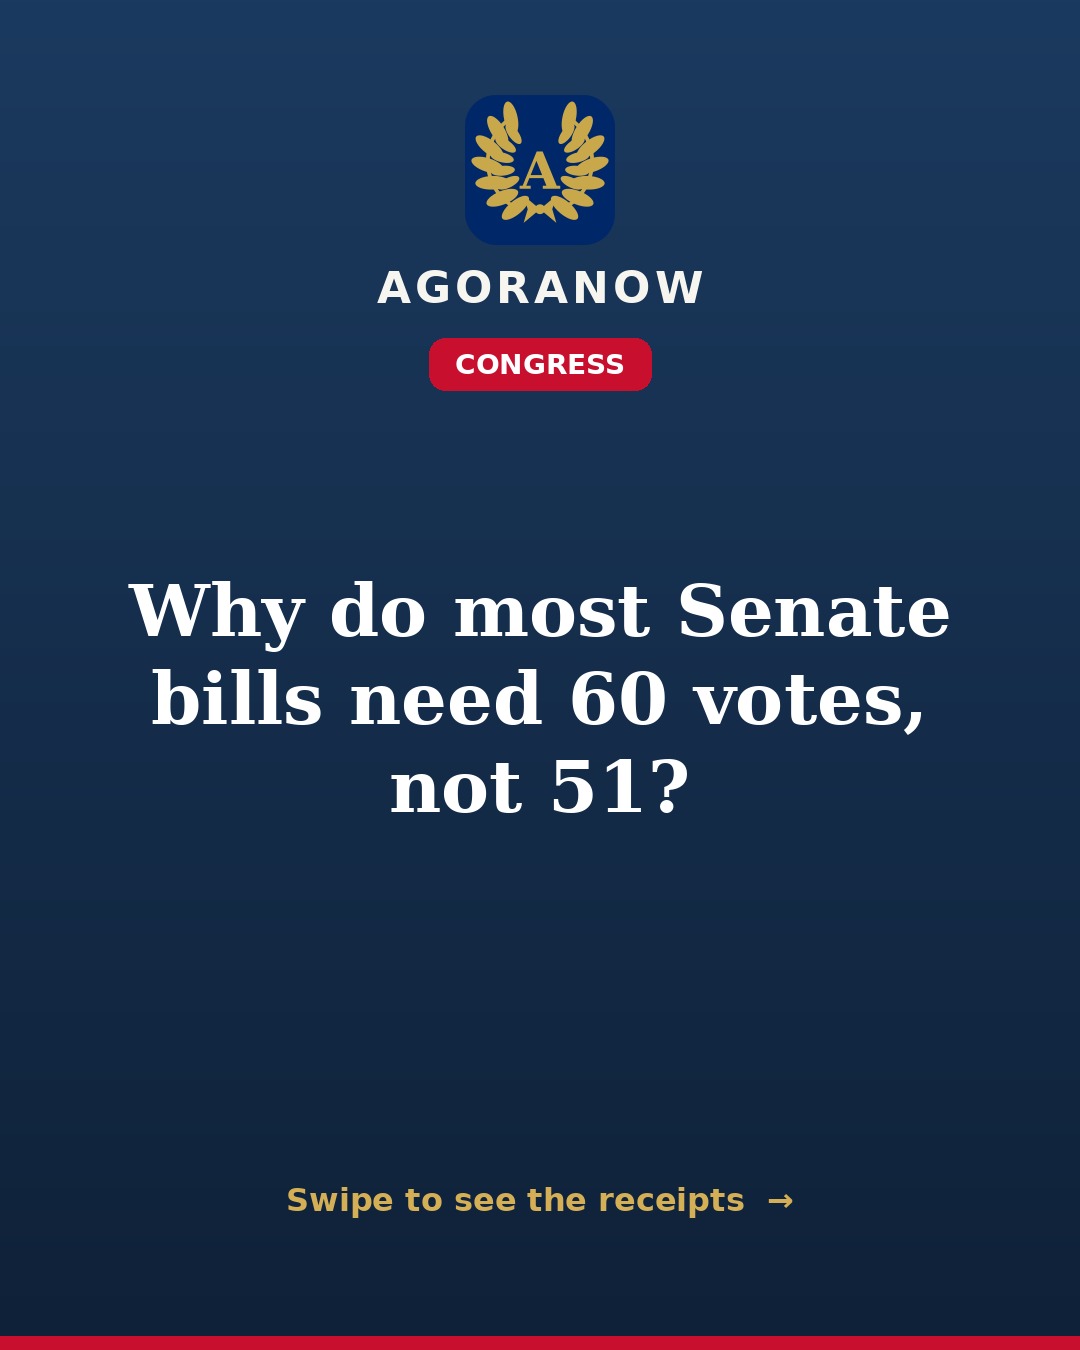 A
AGORANOW
CONGRESS
Why do most Senate
bills need 60 votes,
not 51?
Swipe to see the receipts →